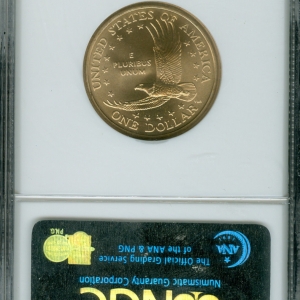 UNITED STATES OF AMERICA
E
PLURIBUS
UNUM
ONE DOLLAR
PNG
ANA
The Official Grading Service
of the ANA & PNG
Numismatic Guaranty Corporation